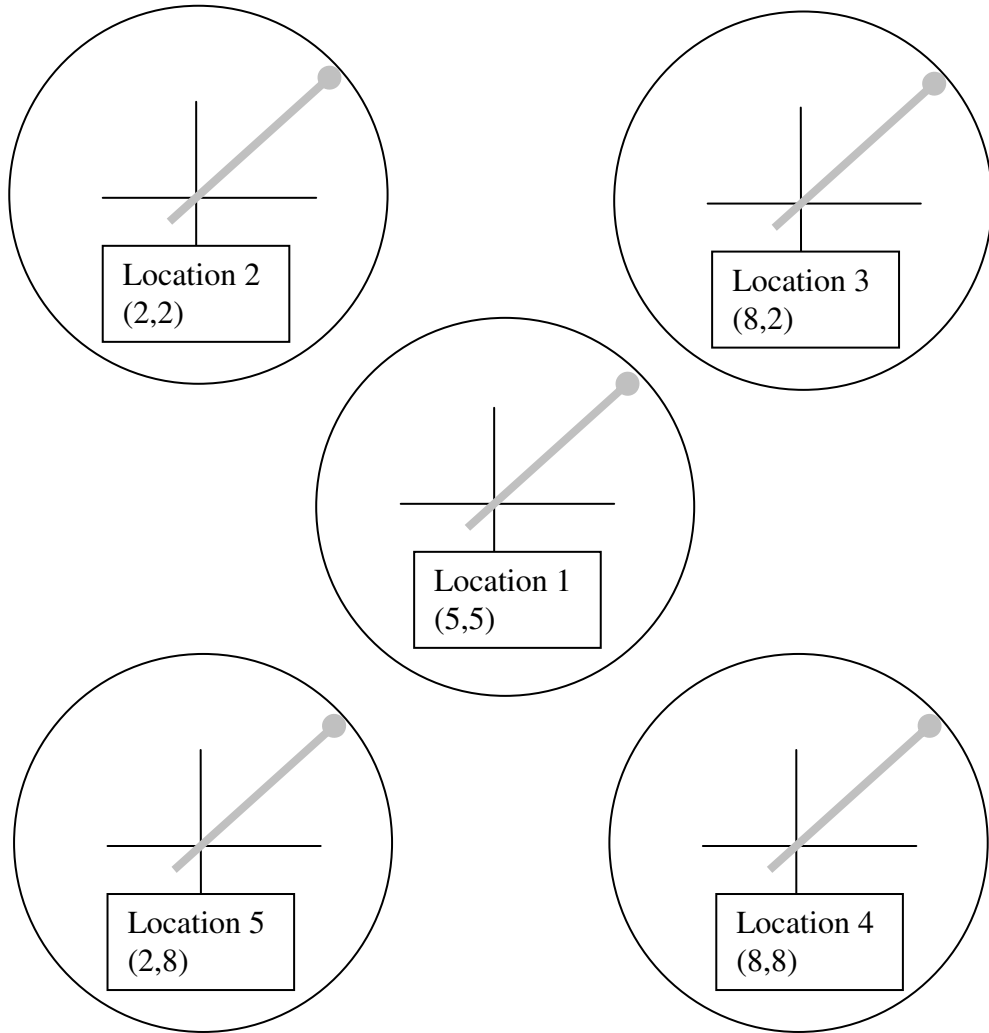 Location 2
(2,2)
Location 3
(8,2)
Location 1
(5,5)
Location 5
(2,8)
Location 4
(8,8)